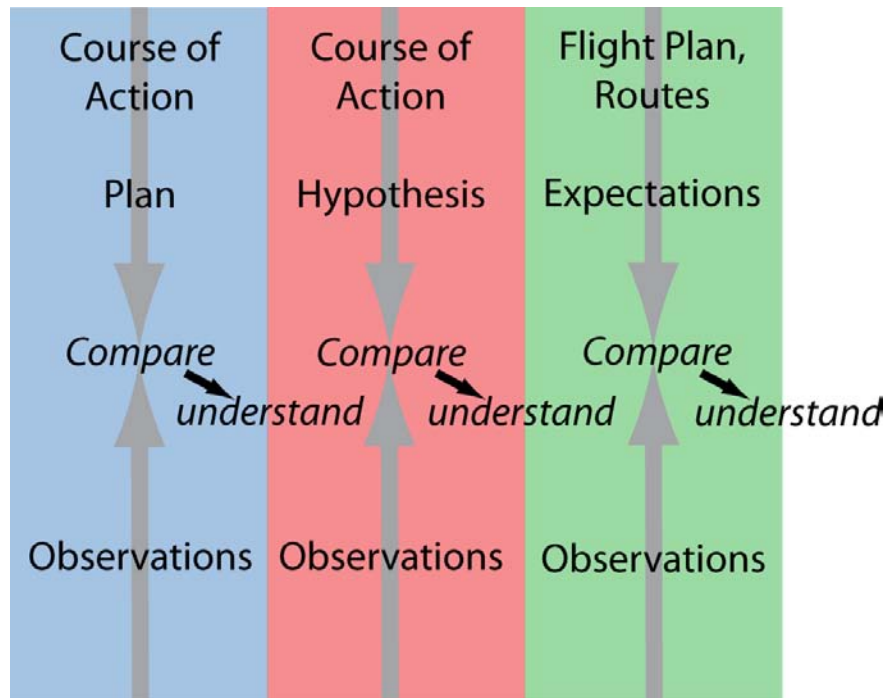 Course of
Action
Plan
Compare
understand
Observations
Course of
Action
Hypothesis
Compare
understand
Observations
Flight Plan,
Routes
Expectations
Compare
understand
Observations